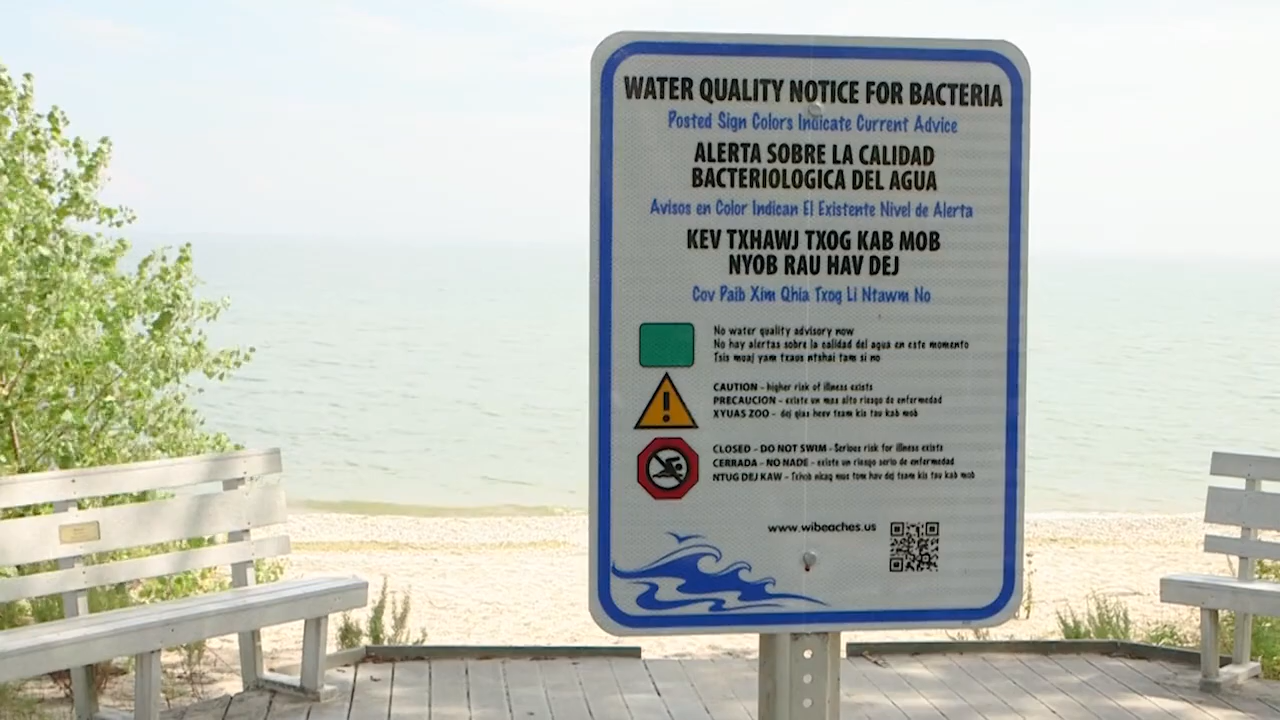 WATER QUALITY NOTICE FOR BACTERIA
Posted Sign Colors Indicate Current Advice
ALERTA SOBRE LA CALIDAD
BACTERIOLOGICA DEL AGUA
Avisos en Color Indican El Existente Nivel de Alerta
KEV TXHAWJ TXOG KAB MOB
NYOB RAU HAV DEJ
Cov Paib Xim Qhia Txog Li Ntawm No
No water quality advisory now
No hay alertas sobre la calidad del agua en este momento
Tsis muaj yam txaus ntshai tam si no
CAUTION - higher risk of illness exists
PRECAUCION - existe un mas alto riesgo de enfermedad
XYUAS ZOO - dej qias heev tsam kis tau kab mob
CLOSED - DO NOT SWIM - Serious risk for illness exists
CERRADA - NO NADE - existe un riesgo serio de enfermedad
NTUG DEJ KAW - Txhob nkag mus tom hav dej tsam kis tau kab mob
www.wibeaches.us